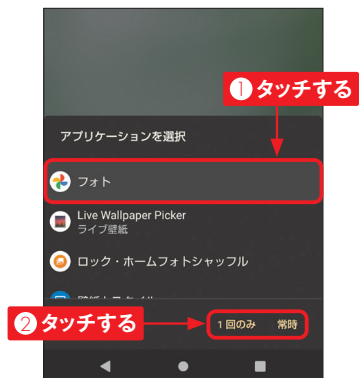 ❶タッチする
アプリケーションを選択
フォト
Live Wallpaper Picker
ライブ壁紙
ロック・ホームフォトシャッフル
❷タッチする
1回のみ 常時